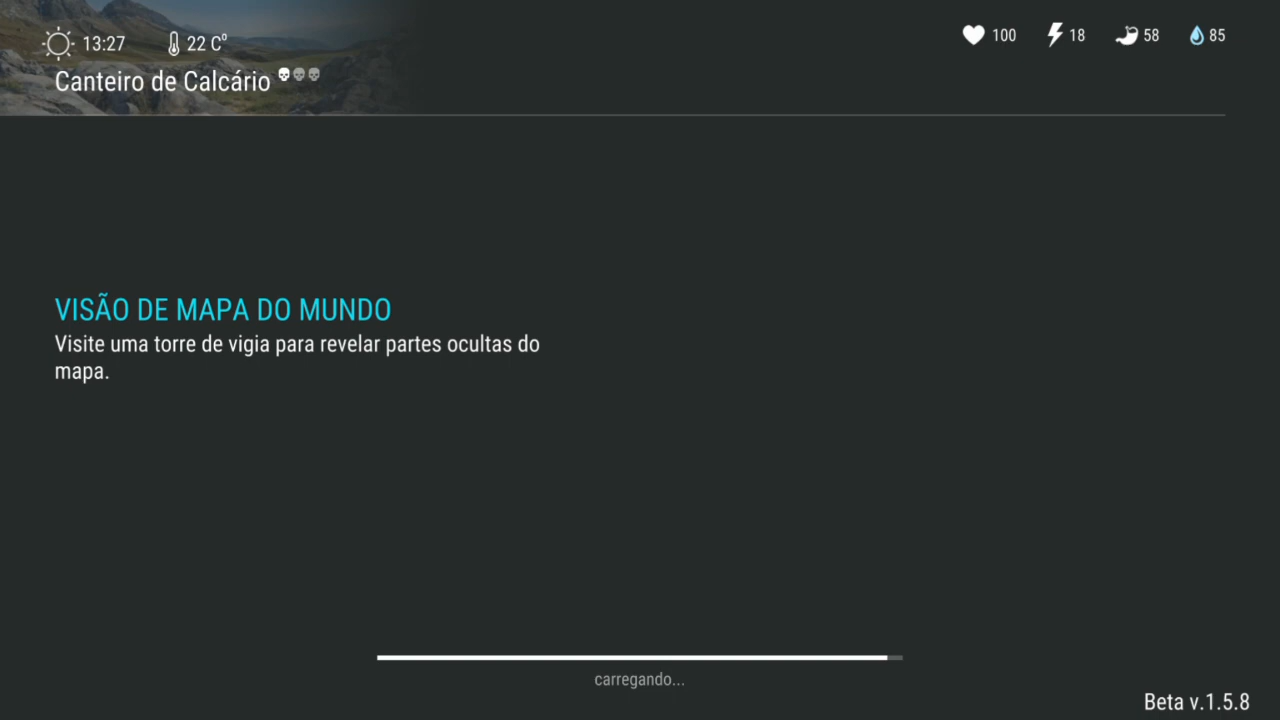 13:27 22 Cº
100 18 58 85
Canteiro de Calcário
VISÃO DE MAPA DO MUNDO
Visite uma torre de vigia para revelar partes ocultas do
mapa.
carregando...
Beta v.1.5.8